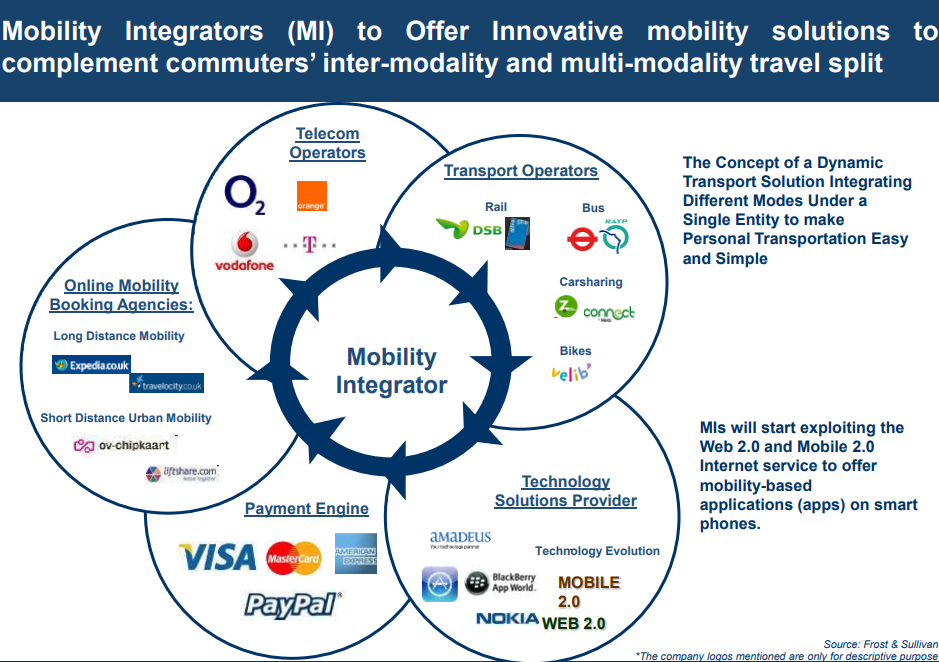 Mobility Integrators (MI) to Offer Innovative mobility solutions to
complement commuters' inter-modality and multi-modality travel split
Telecom
Operators
O2
orange
vodafone
T
Transport Operators
Rail
Bus
DSB
RATP
Carsharing
connect
Bikes
velib'
The Concept of a Dynamic
Transport Solution Integrating
Different Modes Under a
Single Entity to make
Personal Transportation Easy
and Simple
Online Mobility
Booking Agencies:
Long Distance Mobility
Expedia.co.uk
travelocity.co.uk
Short Distance Urban Mobility
ov-chipkaart
liftshare.com
Mobility
Integrator
MIs will start exploiting the
Web 2.0 and Mobile 2.0
Internet service to offer
mobility-based
applications (apps) on smart
phones.
Payment Engine
VISA
MasterCard
AMERICAN
EXPRESS
PayPal
Technology
Solutions Provider
AMADEUS
Your technology partner
Technology Evolution
BlackBerry
App World
MOBILE
2.0
NOKIA
WEB 2.0
Source: Frost & Sullivan
*The company logos mentioned are only for descriptive purpose